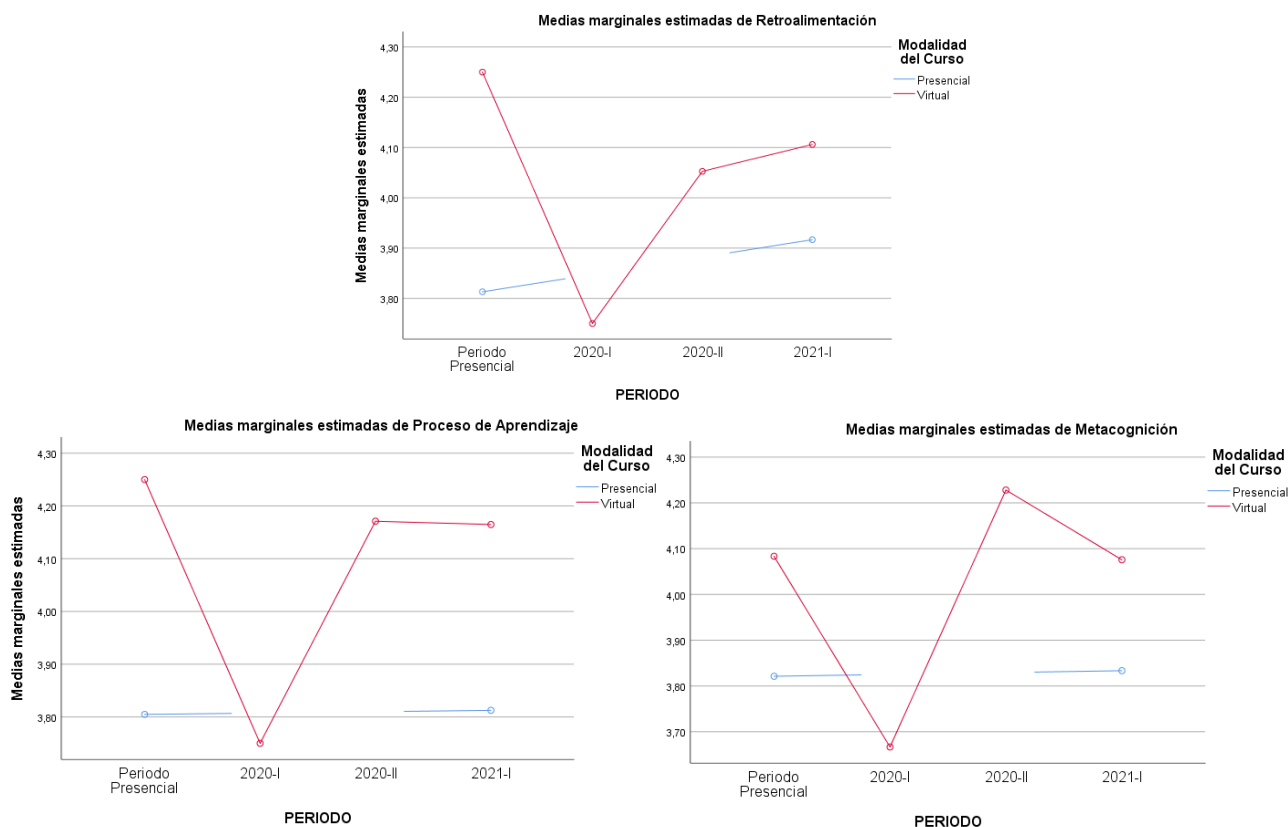 Medias marginales estimadas de Retroalimentación
Medias marginales estimadas
4,30
4,20
4,10
4,00
3,90
3,80
Periodo
Presencial
2020-I
2020-II
2021-I
PERIODO
Modalidad
del Curso
Presencial
Virtual
Medias marginales estimadas de Proceso de Aprendizaje
Medias marginales estimadas
4,30
4,20
4,10
4,00
3,90
3,80
Periodo
Presencial
2020-I
2020-II
2021-I
PERIODO
Modalidad
del Curso
Presencial
Virtual
Medias marginales estimadas de Metacognición
4,30
4,20
4,10
4,00
3,90
3,80
3,70
Periodo
Presencial
2020-I
2020-II
2021-I
PERIODO
Modalidad
del Curso
Presencial
Virtual